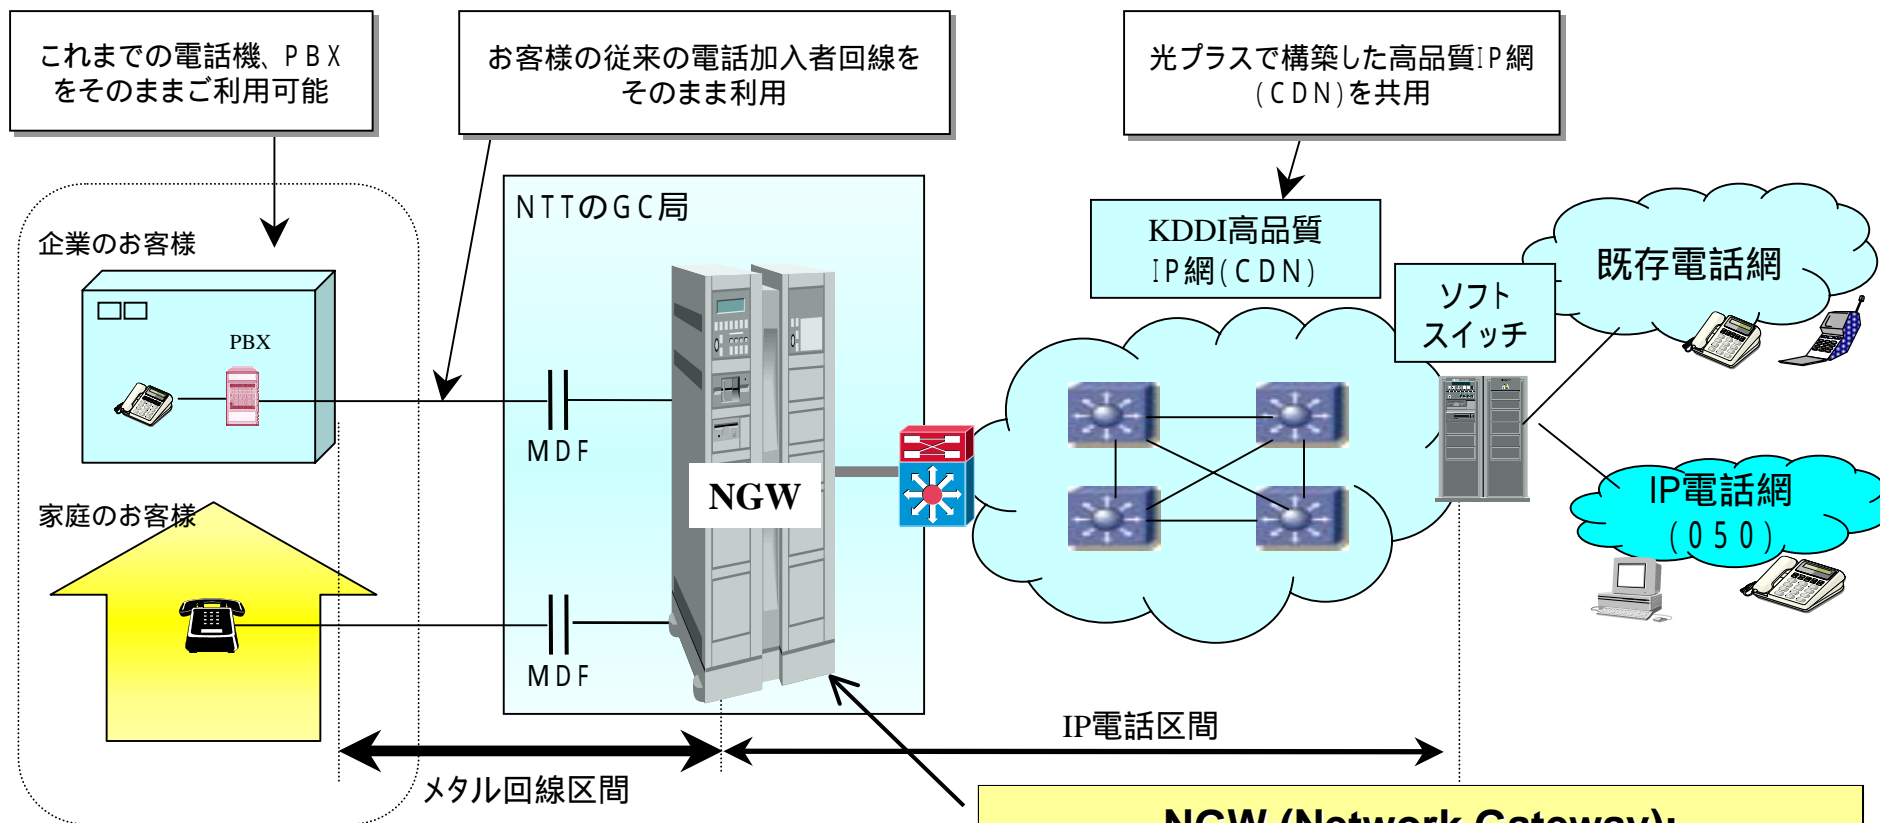 これまでの電話機、PBX
をそのままご利用可能
お客様の従来の電話加入者回線を
そのまま利用
光プラスで構築した高品質IP網
(CDN)を共用
NTTのGC局
KDDI高品質
IP網(CDN)
既存電話網
企業のお客様
ソフト
スイッチ
PBX
MDF
NGW
IP電話網
(050)
家庭のお客様
MDF
IP電話区間
メタル回線区間
NGW (Network Gateway):